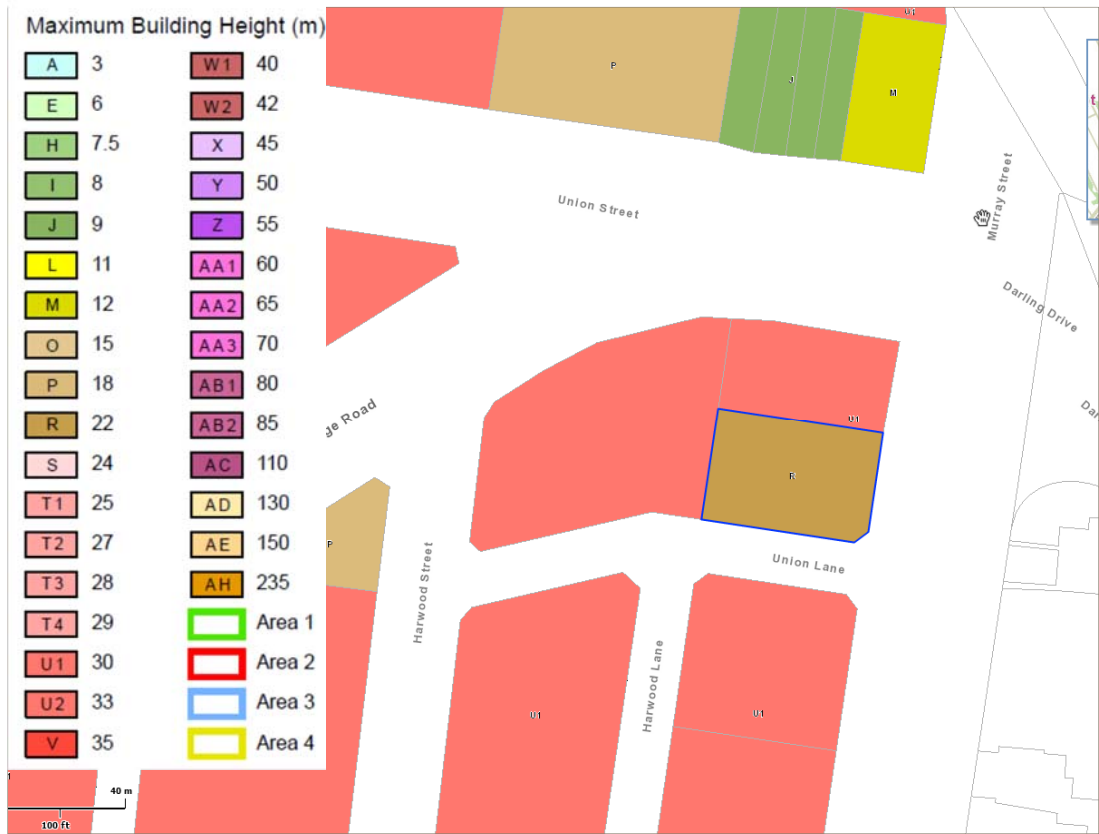 Maximum Building Height (m)
A 3
E 6
H 7.5
I 8
J 9
L 11
M 12
O 15
P 18
R 22
S 24
T1 25
T2 27
T3 28
T4 29
U1 30
U2 33
V 35
W1 40
W2 42
X 45
Y 50
Z 55
AA1 60
AA2 65
AA3 70
AB1 80
AB2 85
AC 110
AD 130
AE 150
AH 235
Area 1
Area 2
Area 3
Area 4
U1
P
J
M
t
Union Street
Murray Street
Darling Drive
Dar
ge Road
U1
R
P
Union Lane
Harwood Street
Harwood Lane
U1
U1
1
40 m
100 ft